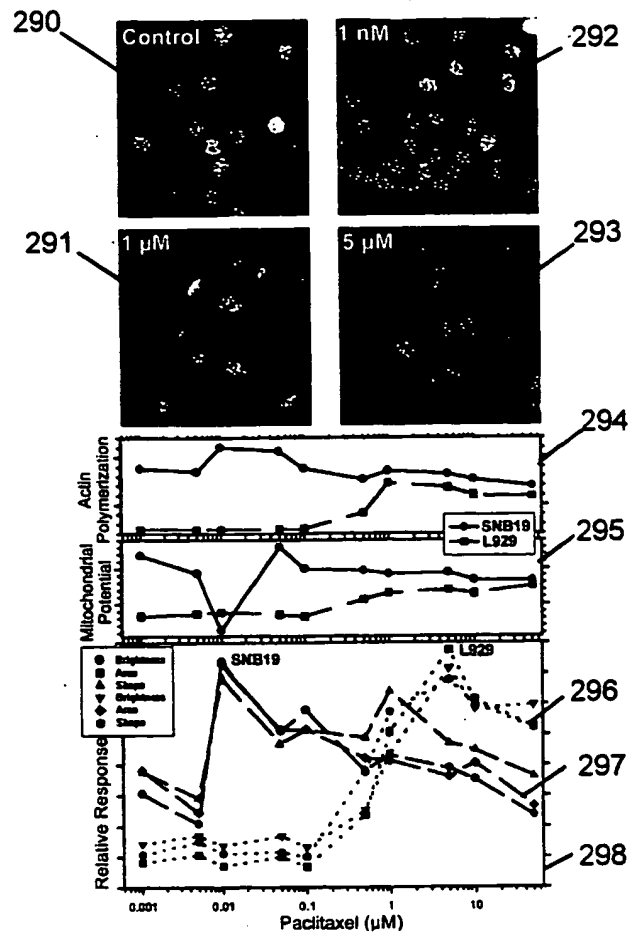 290
Control
1 nM
292
291
1 µM
5 µM
293
Actin Polymerization
294
SNB19
L929
Mitochondrial Potential
295
Brightness
Area
Shape
Brightness
Area
Shape
SNB19
L929
296
297
Relative Response
298
0.001
0.01
0.1
1
10
Paclitaxel (µM)